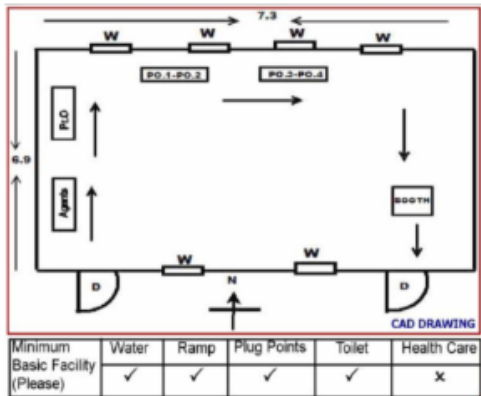 7.3
W W W W
PO.1-PO.2 PO.3-PO.4
PLO
6.9
Agents
BOOTH
W W
D N D
CAD DRAWING
Minimum Basic Facility (Please) Water Ramp Plug Points Toilet Health Care
✓ ✓ ✓ ✓ x